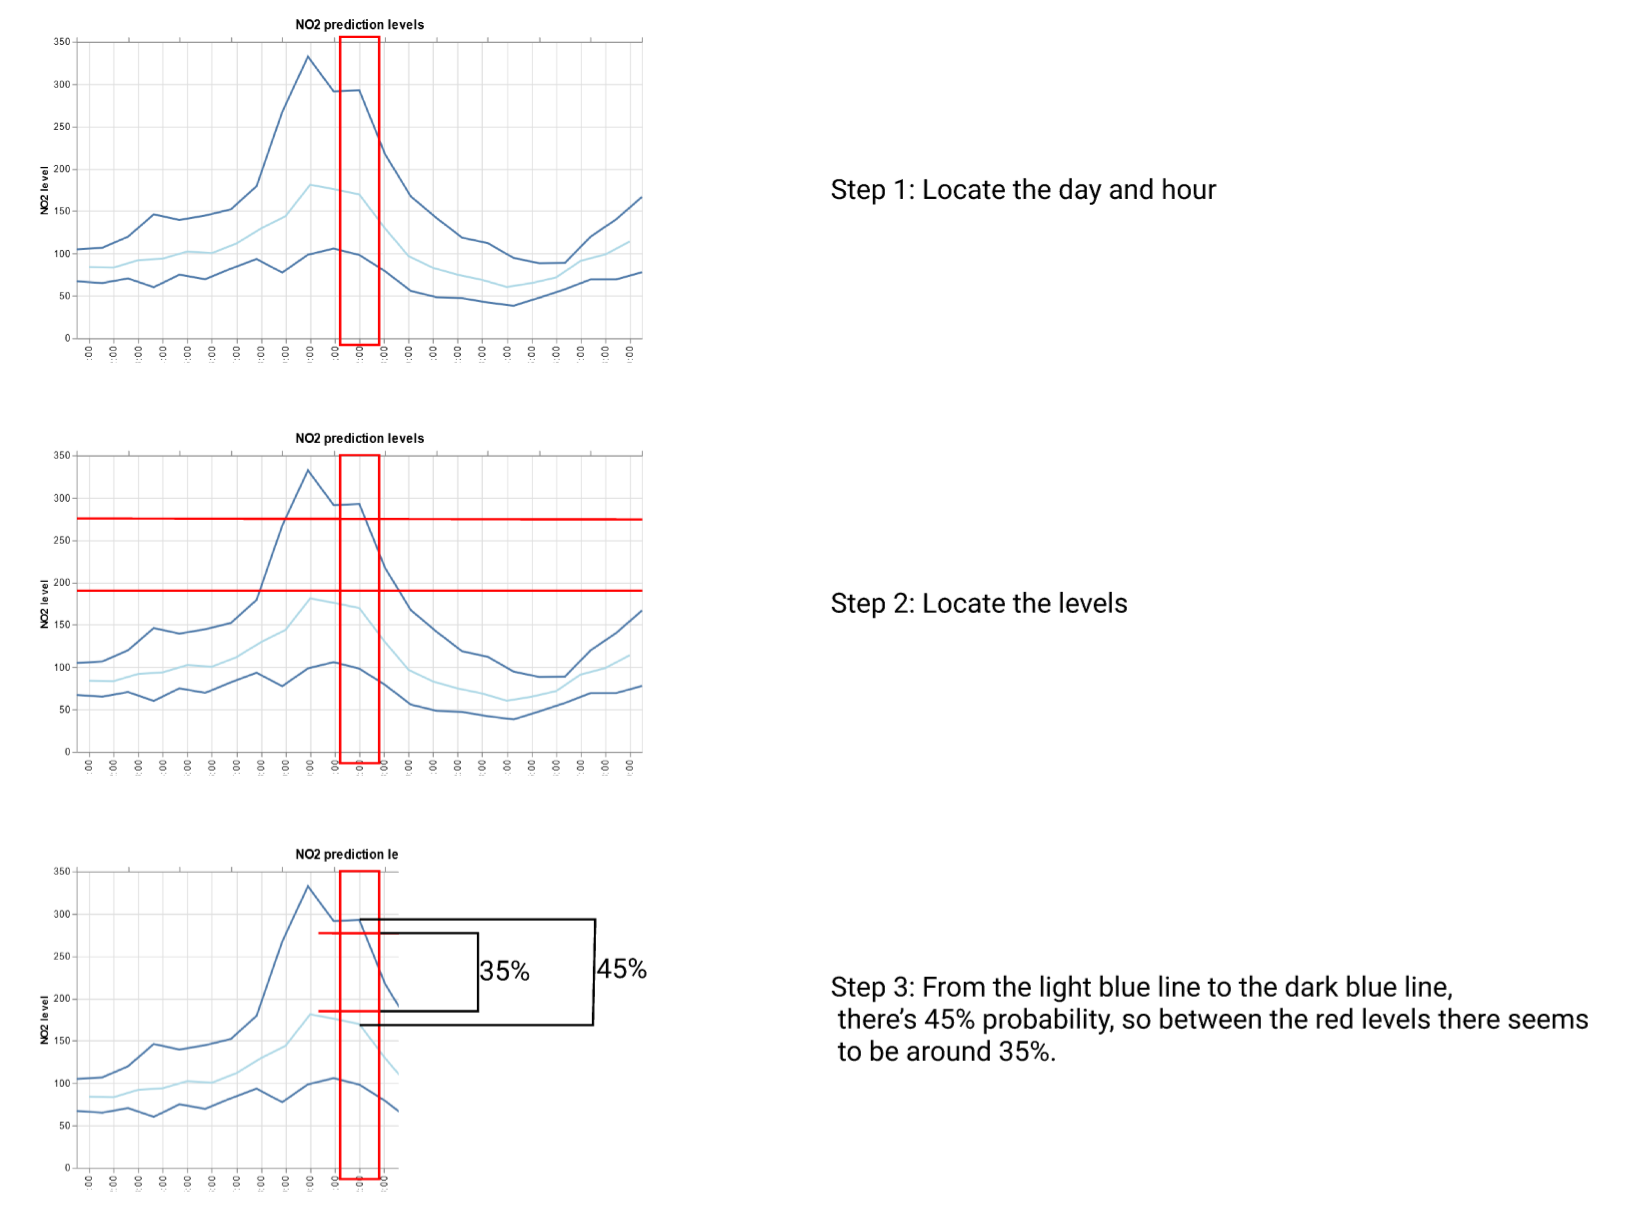 NO2 prediction levels
350
300
250
200
150
100
50
0
NO2 level
Step 1: Locate the day and hour
NO2 prediction levels
350
300
250
200
150
100
50
0
NO2 level
Step 2: Locate the levels
NO2 prediction le
350
300
250
200
150
100
50
0
NO2 level
35%
45%
Step 3: From the light blue line to the dark blue line,
there’s 45% probability, so between the red levels there seems
to be around 35%.